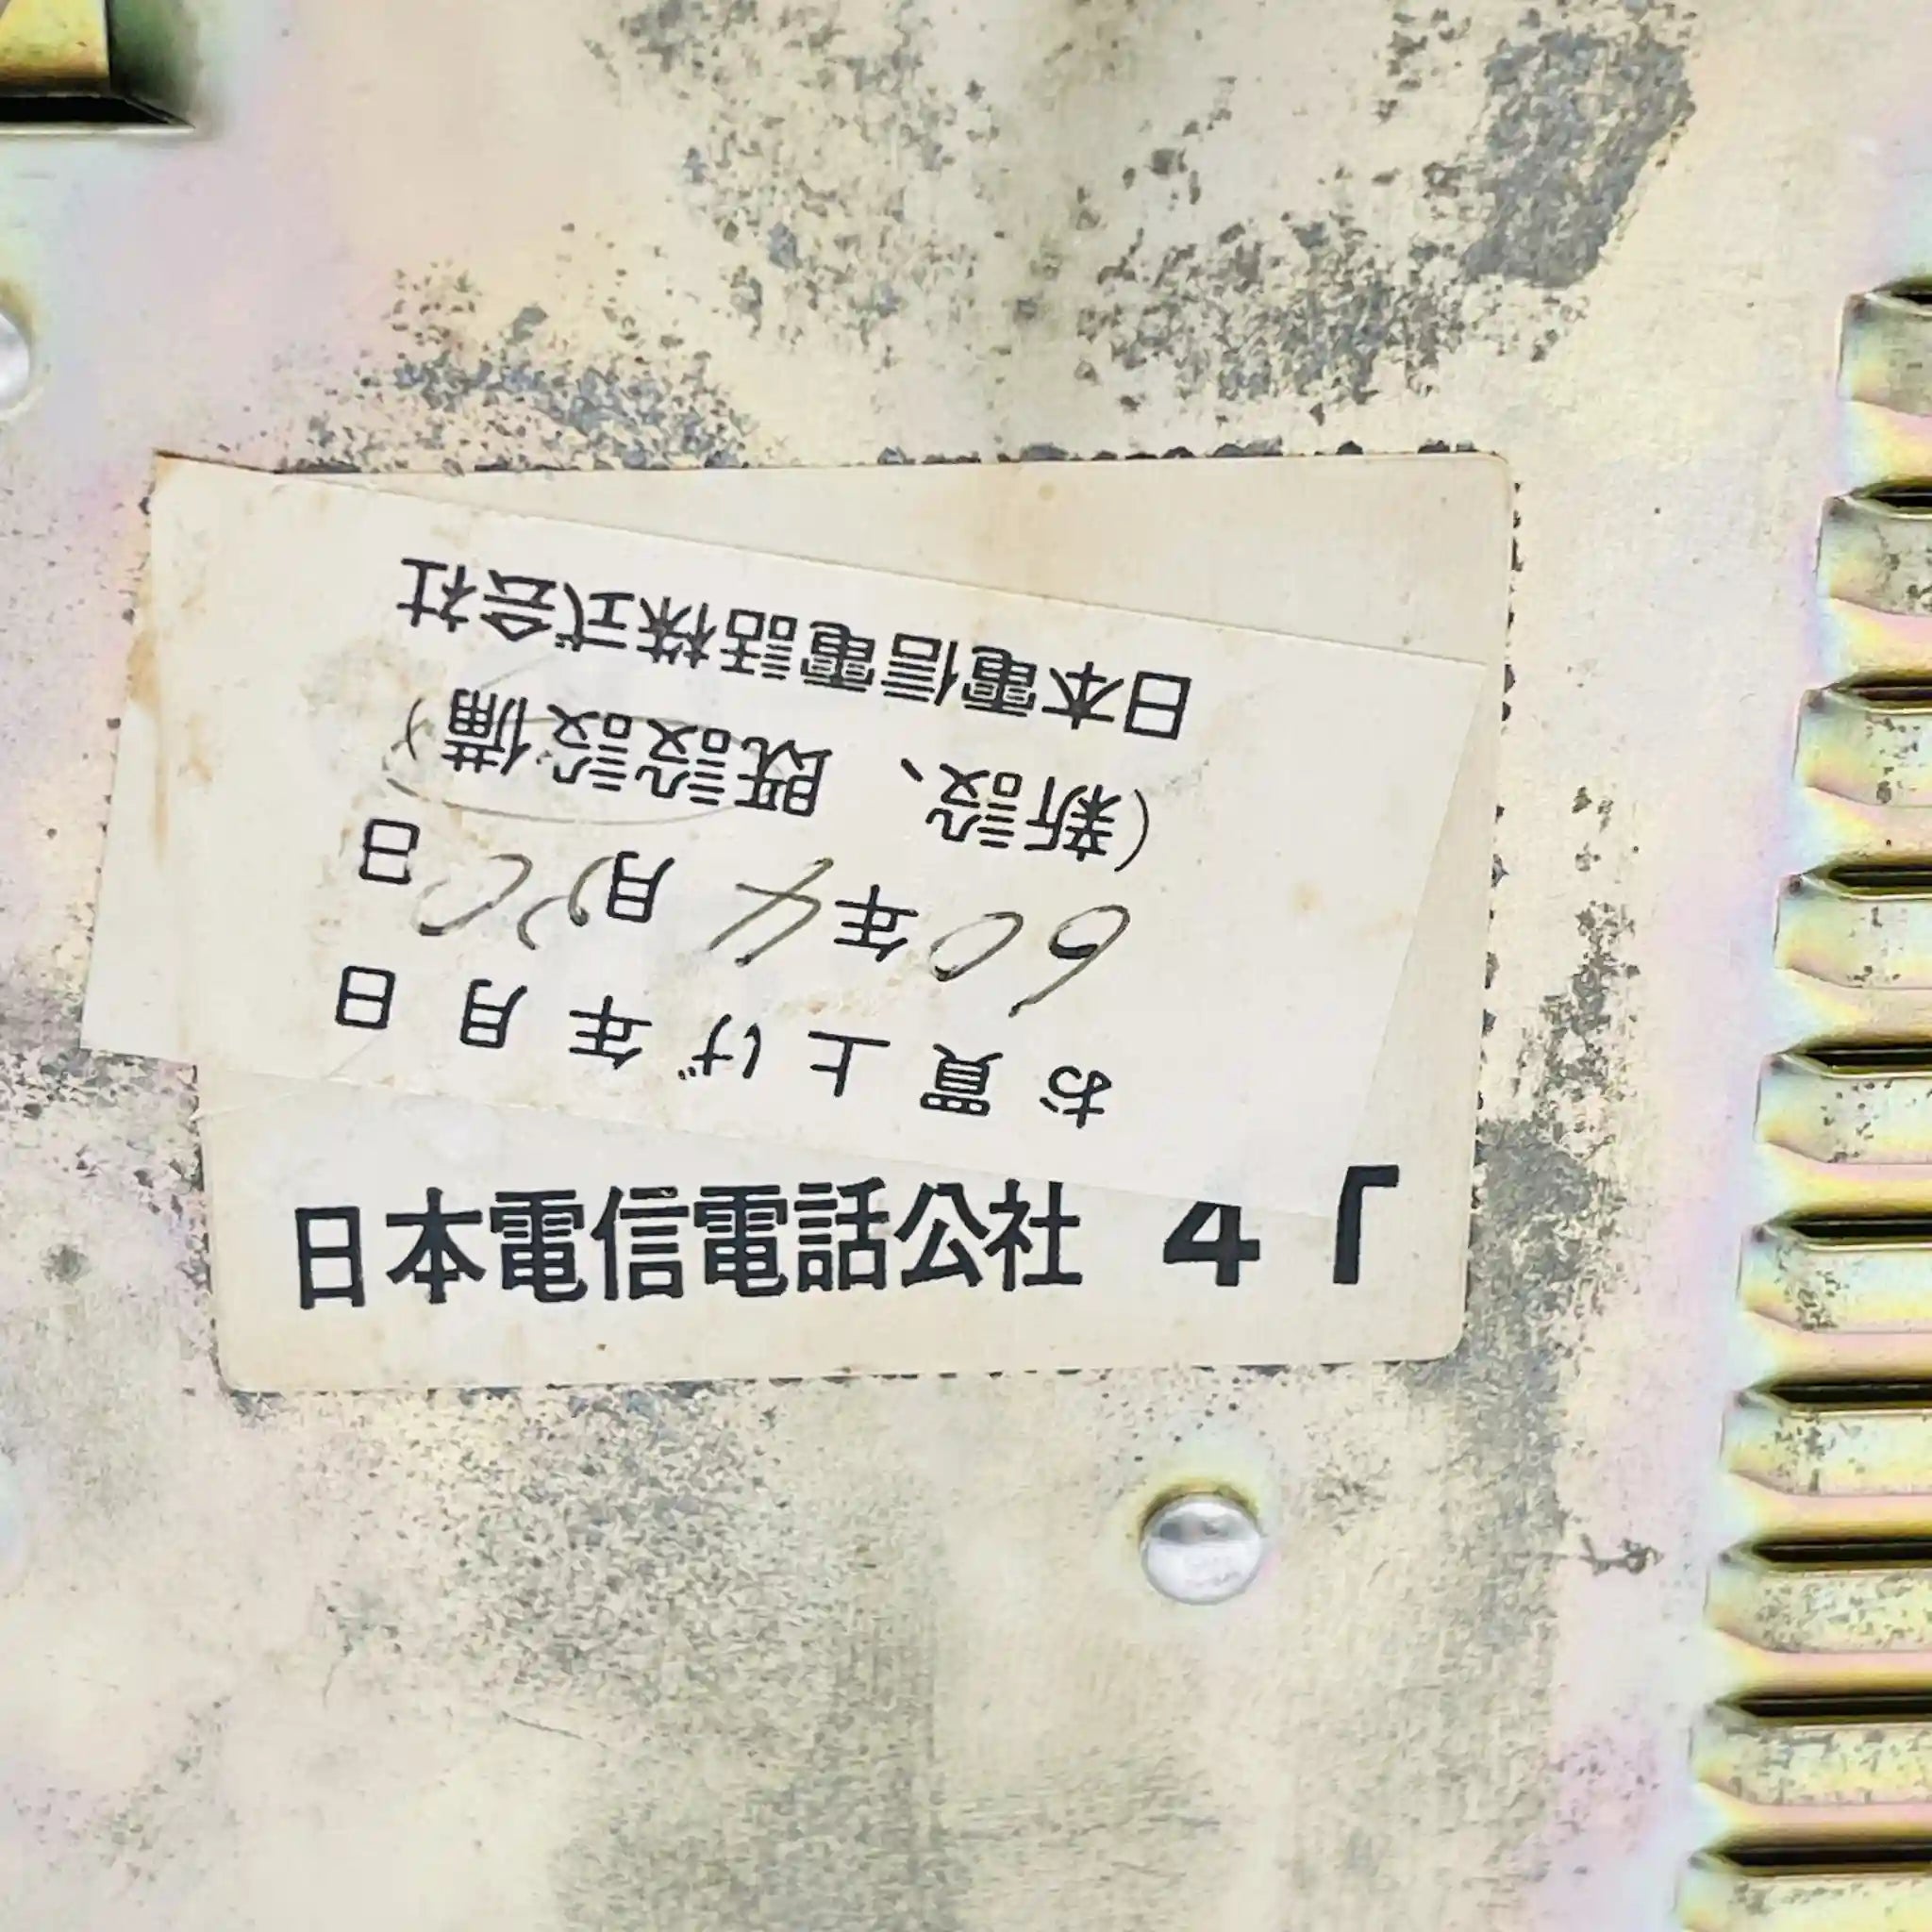 お買上げ年月日
60年4月20日
（新設、既設設備）
日本電信電話株式会社
日本電信電話公社 4